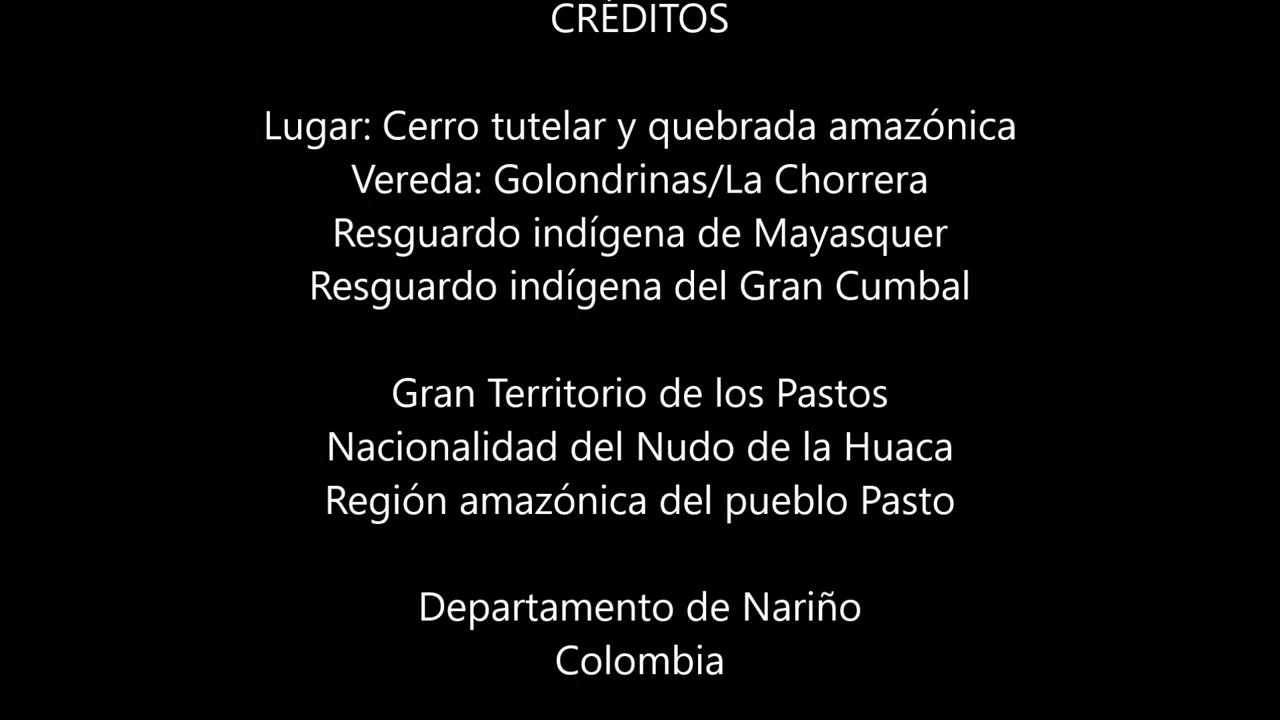 CRÉDITOS
Lugar: Cerro tutelar y quebrada amazónica
Vereda: Golondrinas/La Chorrera
Resguardo indígena de Mayasquer
Resguardo indígena del Gran Cumbal
Gran Territorio de los Pastos
Nacionalidad del Nudo de la Huaca
Región amazónica del pueblo Pasto
Departamento de Nariño
Colombia